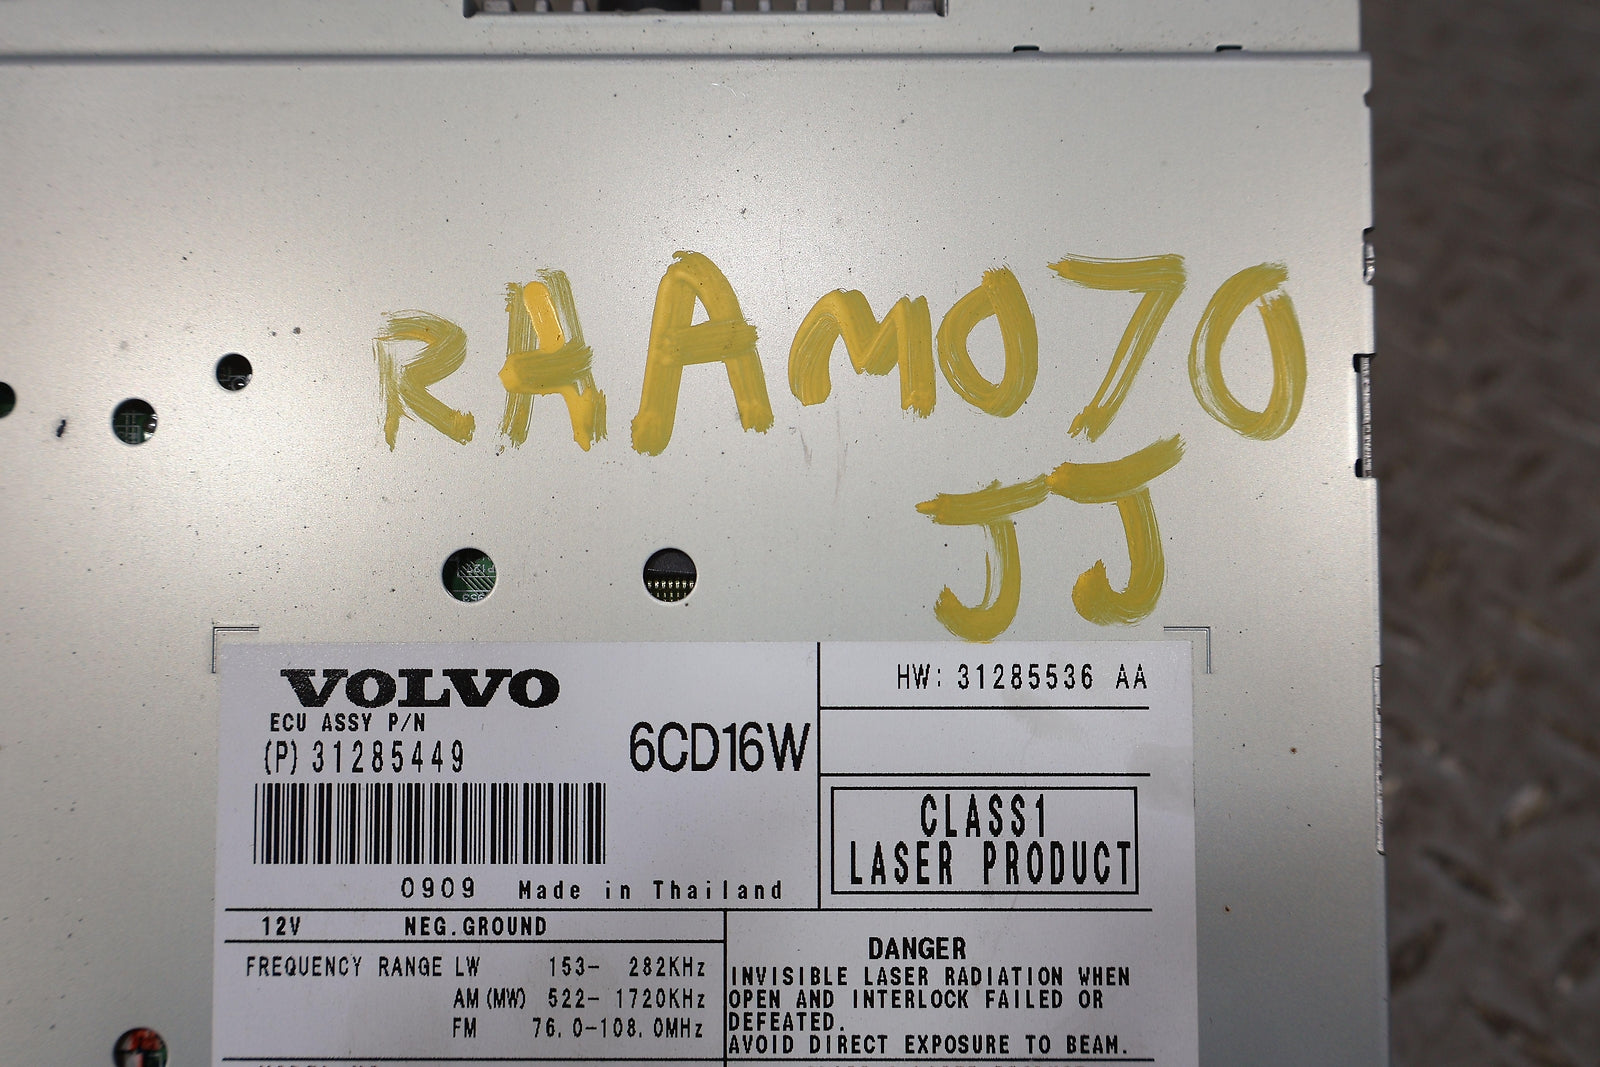 RAAMO70
JJ
VOLVO
ECU ASSY P/N
(P) 31285449
6CD16W
HW: 31285536 AA
CLASS1
LASER PRODUCT
0909 Made in Thailand
12V NEG.GROUND
FREQUENCY RANGE LW 153- 282KHz
AM (MW) 522- 1720KHz
FM 76.0-108.0MHz
DANGER
INVISIBLE LASER RADIATION WHEN
OPEN AND INTERLOCK FAILED OR
DEFEATED.
AVOID DIRECT EXPOSURE TO BEAM.